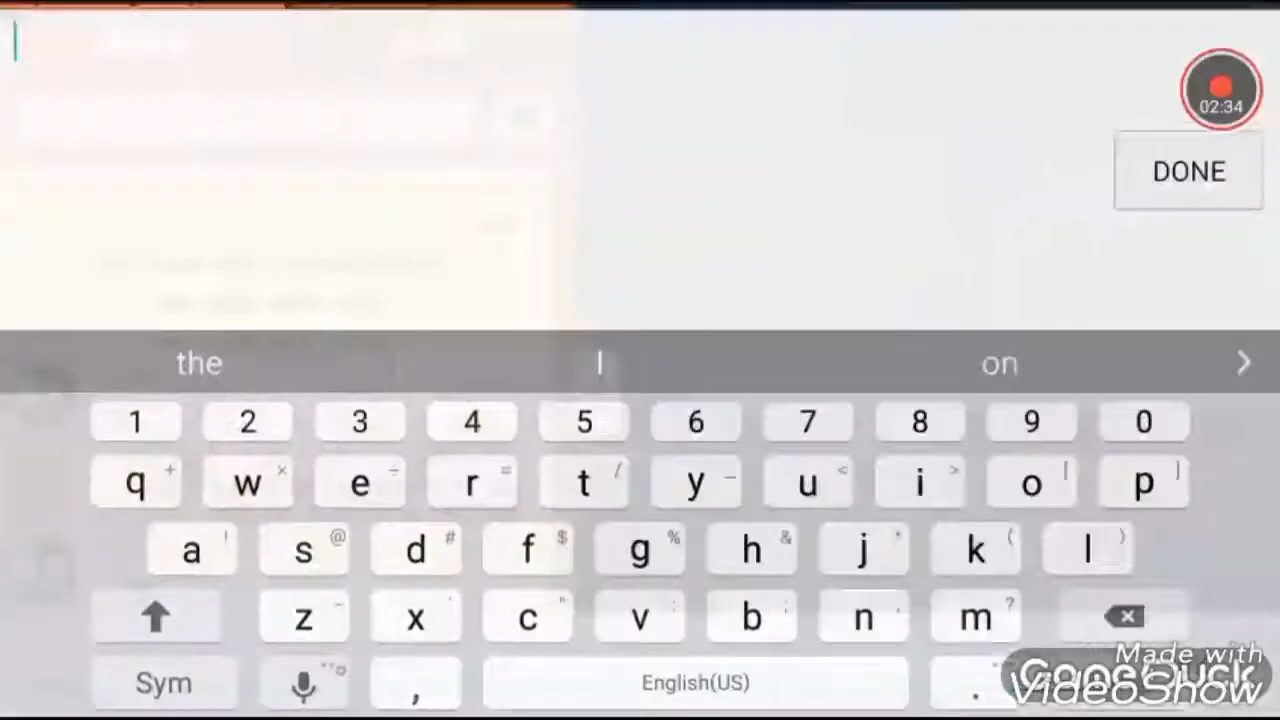 02:34
DONE
the I on
1 2 3 4 5 6 7 8 9 0
q + w × e ÷ r = t / y _ u < i > o [ p ]
a ! s @ d # f $ g % h & j * k ( l )
z - x ' c " v : b ; n , m ?
Sym , English(US) .
Made with
GameDuck
VideoShow